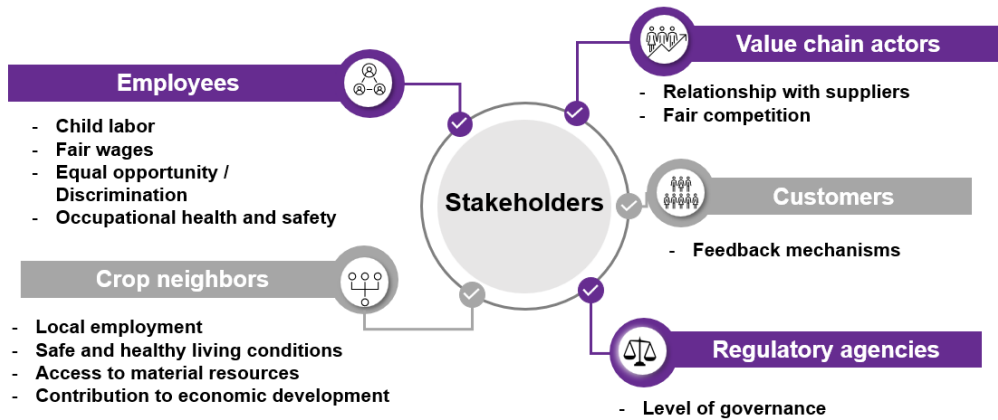 Employees
- Child labor
- Fair wages
- Equal opportunity /
Discrimination
- Occupational health and safety
Crop neighbors
- Local employment
- Safe and healthy living conditions
- Access to material resources
- Contribution to economic development
Stakeholders
Value chain actors
- Relationship with suppliers
- Fair competition
Customers
- Feedback mechanisms
Regulatory agencies
- Level of governance